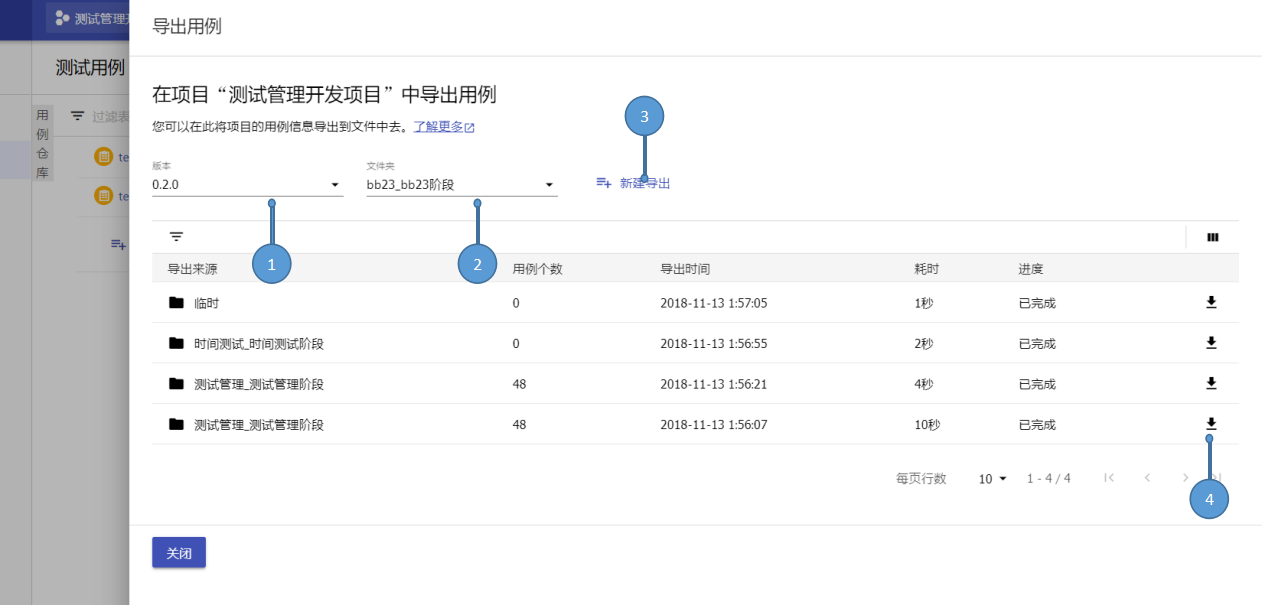 测试管理开
导出用例
测试用例
在项目“测试管理开发项目”中导出用例
用例仓库
过滤表
您可以在此将项目的用例信息导出到文件中去。了解更多
3
te
te
版本
0.2.0
文件夹
bb23_bb23阶段
新建导出
1
2
导出来源 用例个数 导出时间 耗时 进度
临时 0 2018-11-13 1:57:05 1秒 已完成
时间测试_时间测试阶段 0 2018-11-13 1:56:55 2秒 已完成
测试管理_测试管理阶段 48 2018-11-13 1:56:21 4秒 已完成
测试管理_测试管理阶段 48 2018-11-13 1:56:07 10秒 已完成
每页行数 10 1 - 4 / 4
4
关闭